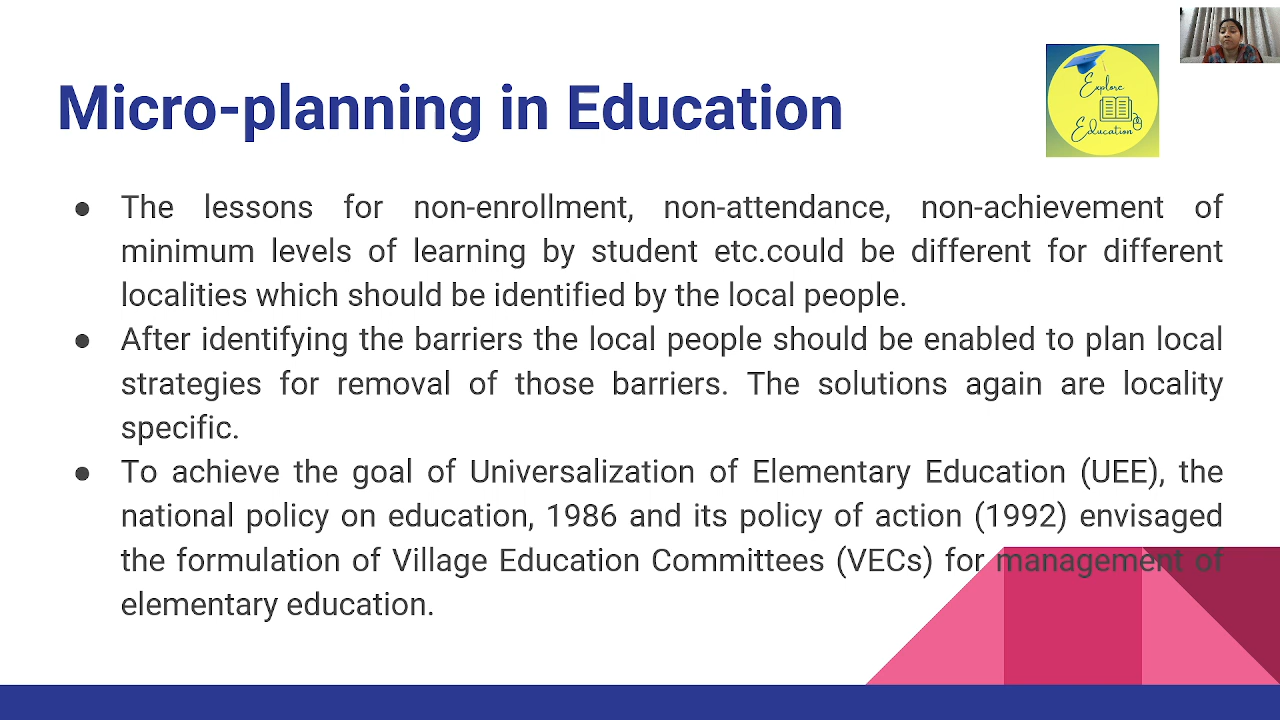 Micro-planning in Education
Explore
Education
● The lessons for non-enrollment, non-attendance, non-achievement of
minimum levels of learning by student etc.could be different for different
localities which should be identified by the local people.
● After identifying the barriers the local people should be enabled to plan local
strategies for removal of those barriers. The solutions again are locality
specific.
● To achieve the goal of Universalization of Elementary Education (UEE), the
national policy on education, 1986 and its policy of action (1992) envisaged
the formulation of Village Education Committees (VECs) for management of
elementary education.